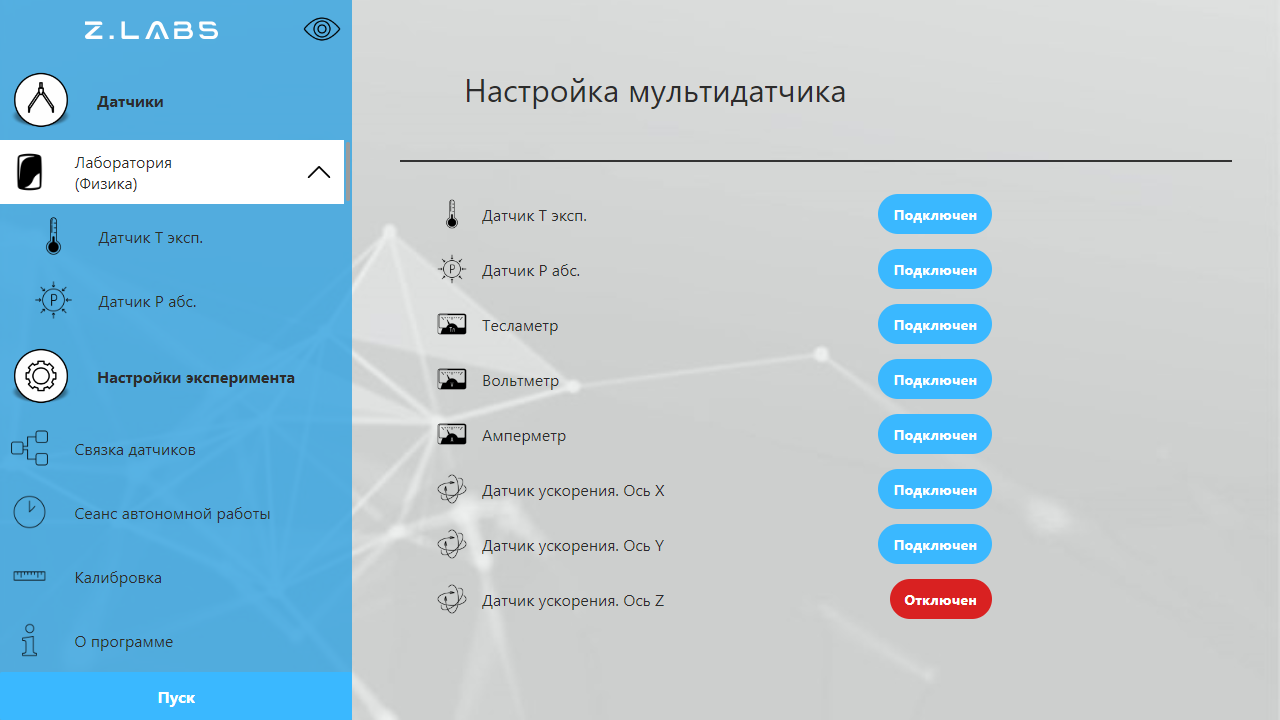 Z.LABS
Датчики
Лаборатория
(Физика)
Датчик T эксп.
P
Датчик P абс.
Настройки эксперимента
Связка датчиков
Сеанс автономной работы
Калибровка
О программе
Пуск
Настройка мультидатчика
Датчик T эксп. Подключен
P Датчик P абс. Подключен
Тесламетр Подключен
Вольтметр Подключен
Амперметр Подключен
Датчик ускорения. Ось X Подключен
Датчик ускорения. Ось Y Подключен
Датчик ускорения. Ось Z Отключен